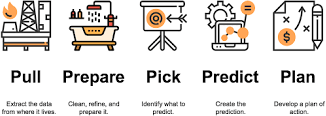 Pull
Prepare
Pick
Predict
Plan
Extract the data
from where it lives.
Clean, refine, and
prepare it.
Identify what to
predict.
Create the
prediction.
Develop a plan of
action.